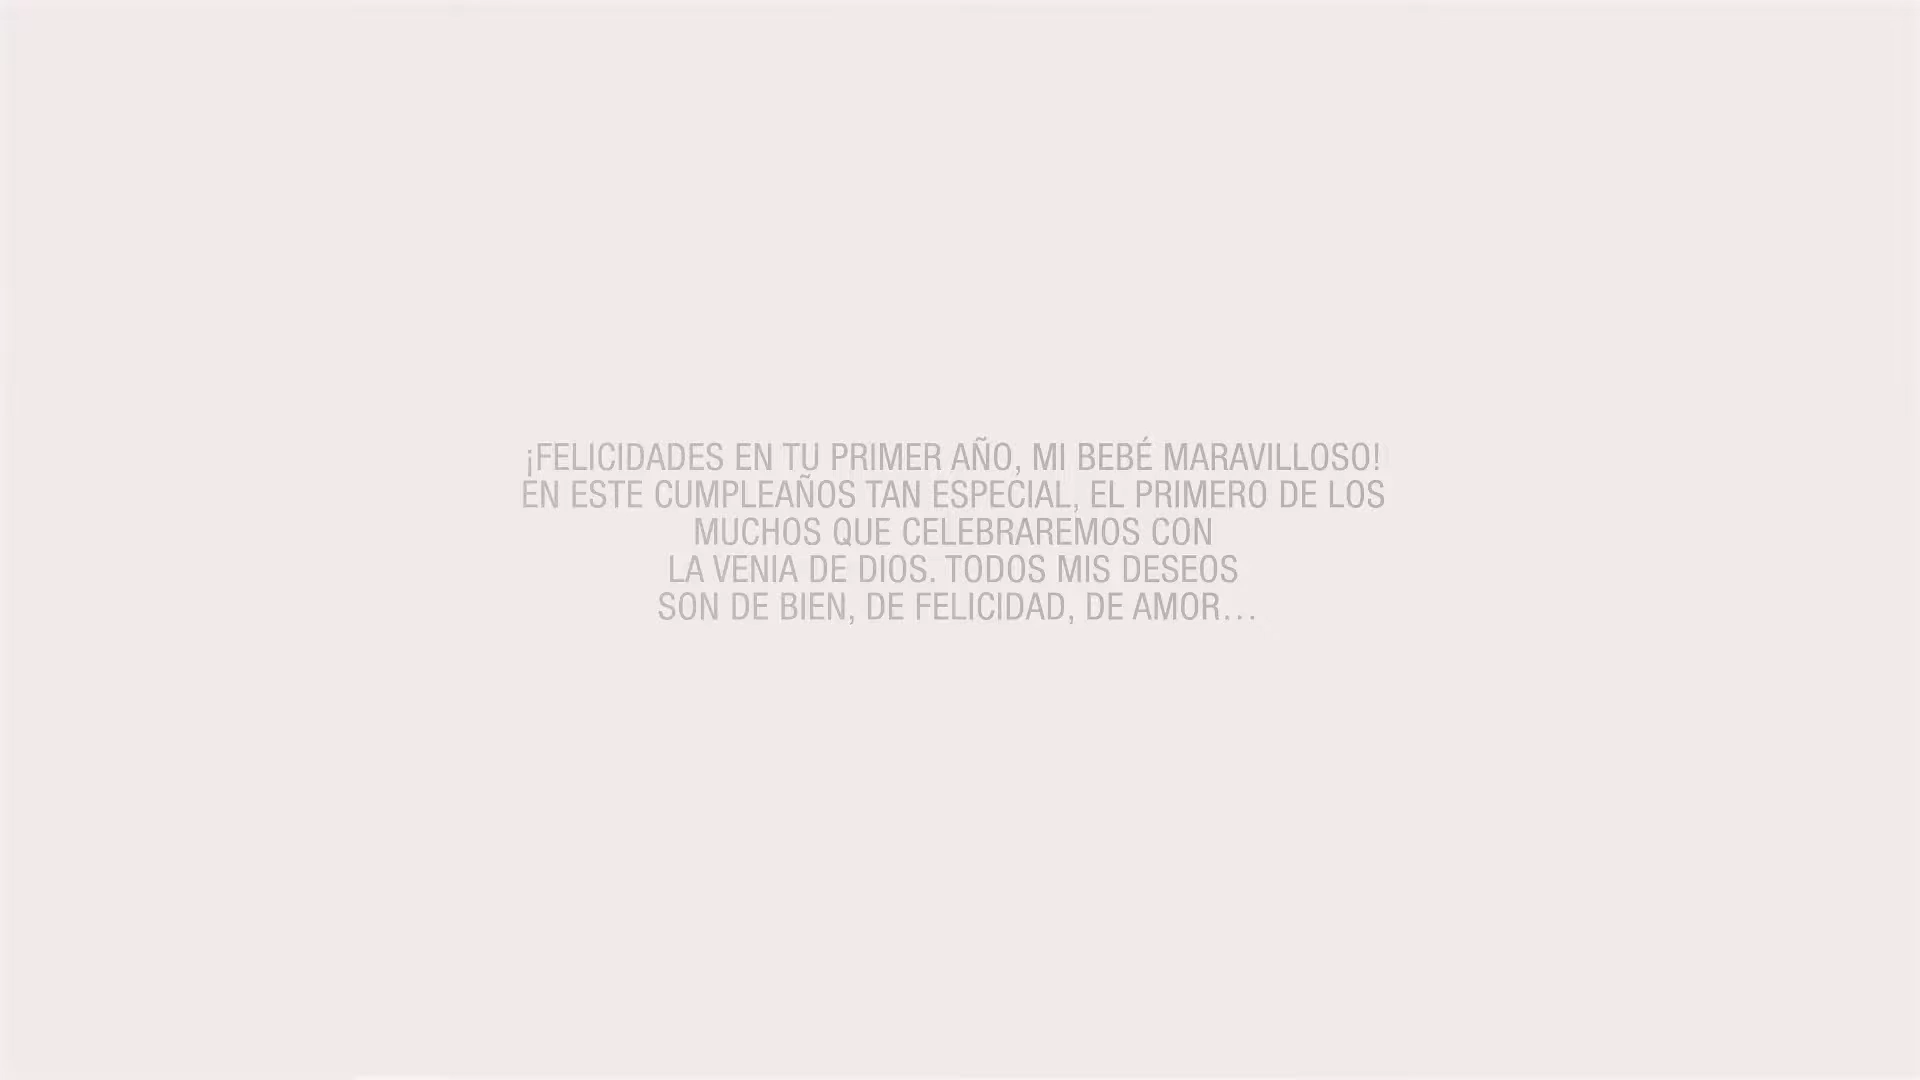 ¡FELICIDADES EN TU PRIMER AÑO, MI BEBÉ MARAVILLOSO!
EN ESTE CUMPLEAÑOS TAN ESPECIAL, EL PRIMERO DE LOS
MUCHOS QUE CELEBRAREMOS CON
LA VENIA DE DIOS. TODOS MIS DESEOS
SON DE BIEN, DE FELICIDAD, DE AMOR…